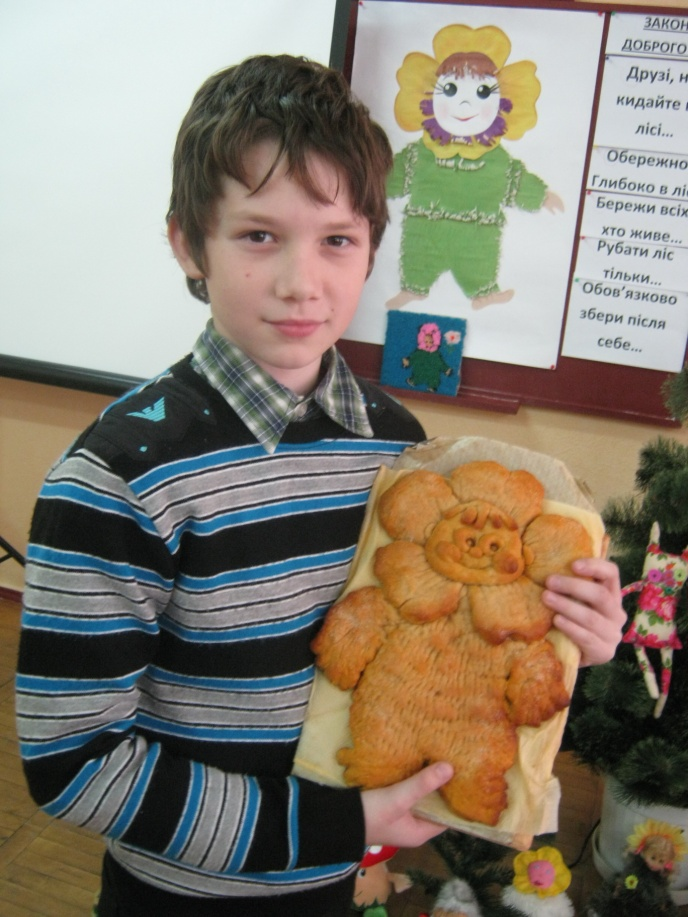 ЗАКОН
ДОБРОГО
Друзі, н
кидайте
лісі...
Обережно
Глибоко в ліс
Бережи всіх
хто живе...
Рубати ліс
тільки...
Обов'язково
збери після
себе...